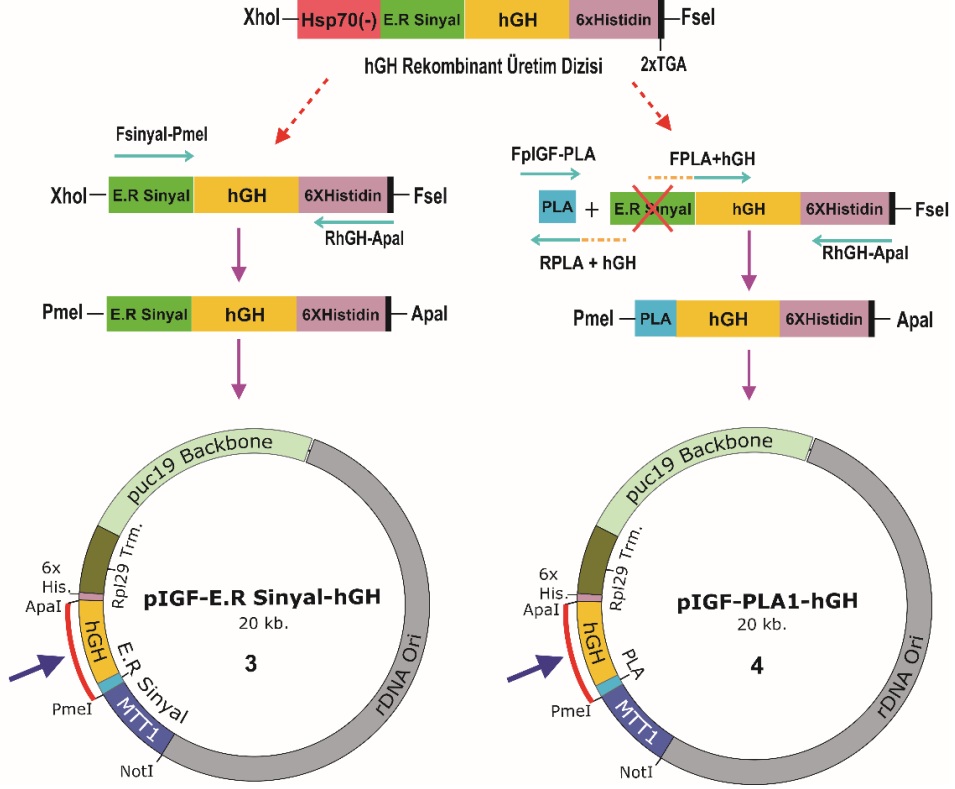 XhoI Hsp70(-) E.R Sinyal hGH 6xHistidin FseI
hGH Rekombinant Üretim Dizisi 2xTGA
Fsinyal-PmeI
XhoI E.R Sinyal hGH 6XHistidin FseI
RhGH-ApaI
FpIGF-PLA FPLA+hGH
PLA + E.R Sinyal hGH 6XHistidin FseI
RPLA + hGH RhGH-ApaI
PmeI E.R Sinyal hGH 6XHistidin ApaI
PmeI PLA hGH 6XHistidin ApaI
puc19 Backbone
Rpl29 Trm.
6x
His.
ApaI
hGH
E.R Sinyal
PmeI
MTT1
NotI
rDNA Ori
pIGF-E.R Sinyal-hGH
20 kb.
3
puc19 Backbone
Rpl29 Trm.
6x
His.
ApaI
hGH
PLA
PmeI
MTT1
NotI
rDNA Ori
pIGF-PLA1-hGH
20 kb.
4